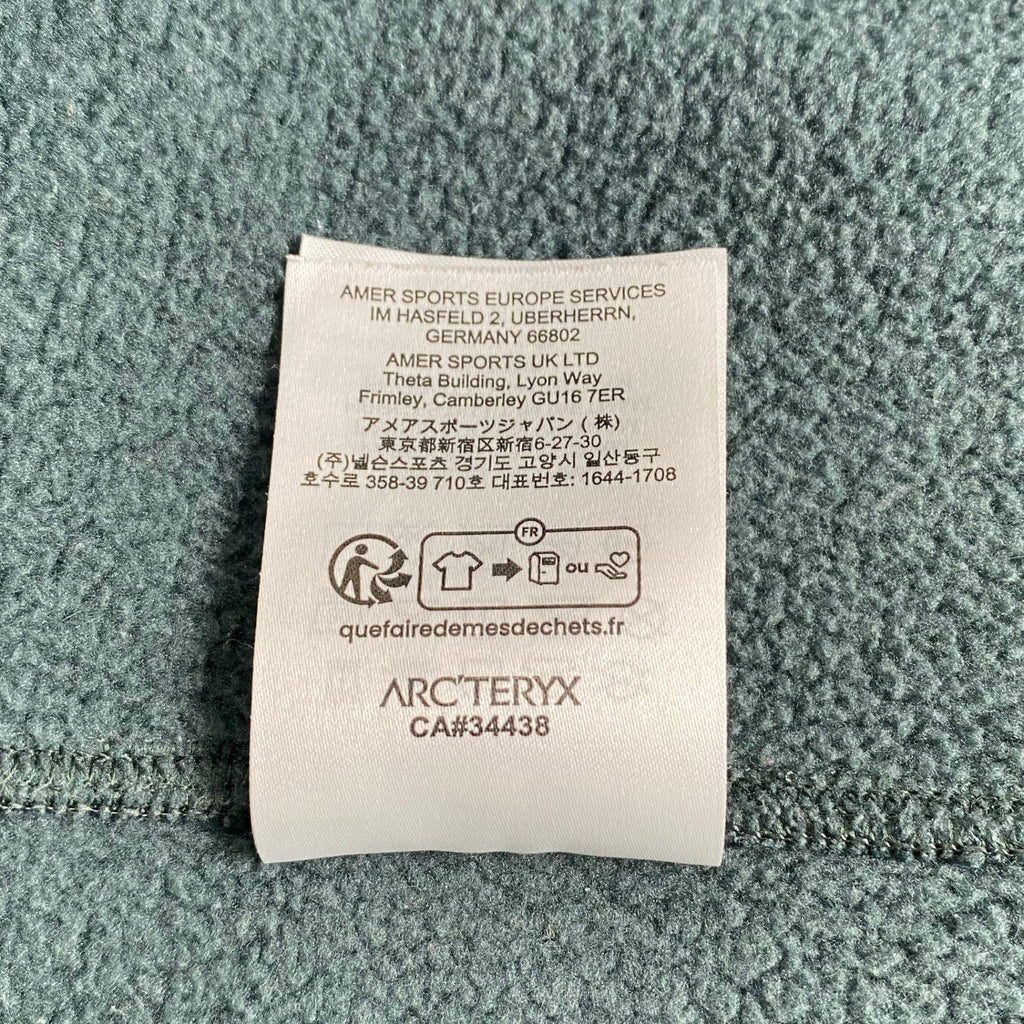 AMER SPORTS EUROPE SERVICES
IM HASFELD 2, UBERHERRN,
GERMANY 66802
AMER SPORTS UK LTD
Theta Building, Lyon Way
Frimley, Camberley GU16 7ER
アメアスポーツジャパン (株)
東京都新宿区新宿6-27-30
(주)넬슨스포츠 경기도 고양시 일산동구
호수로 358-39 710호 대표번호: 1644-1708
FR
ou
quefairedemesdechets.fr
ARC'TERYX
CA#34438